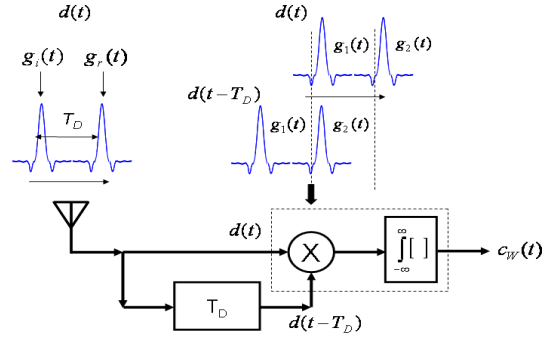 d(t)
g_i(t) g_r(t)
T_D
d(t)
g_1(t) g_2(t)
d(t-T_D)
g_1(t) g_2(t)
d(t)
X
∫_{-∞}^{∞}[ ]
c_W(t)
T_D
d(t-T_D)